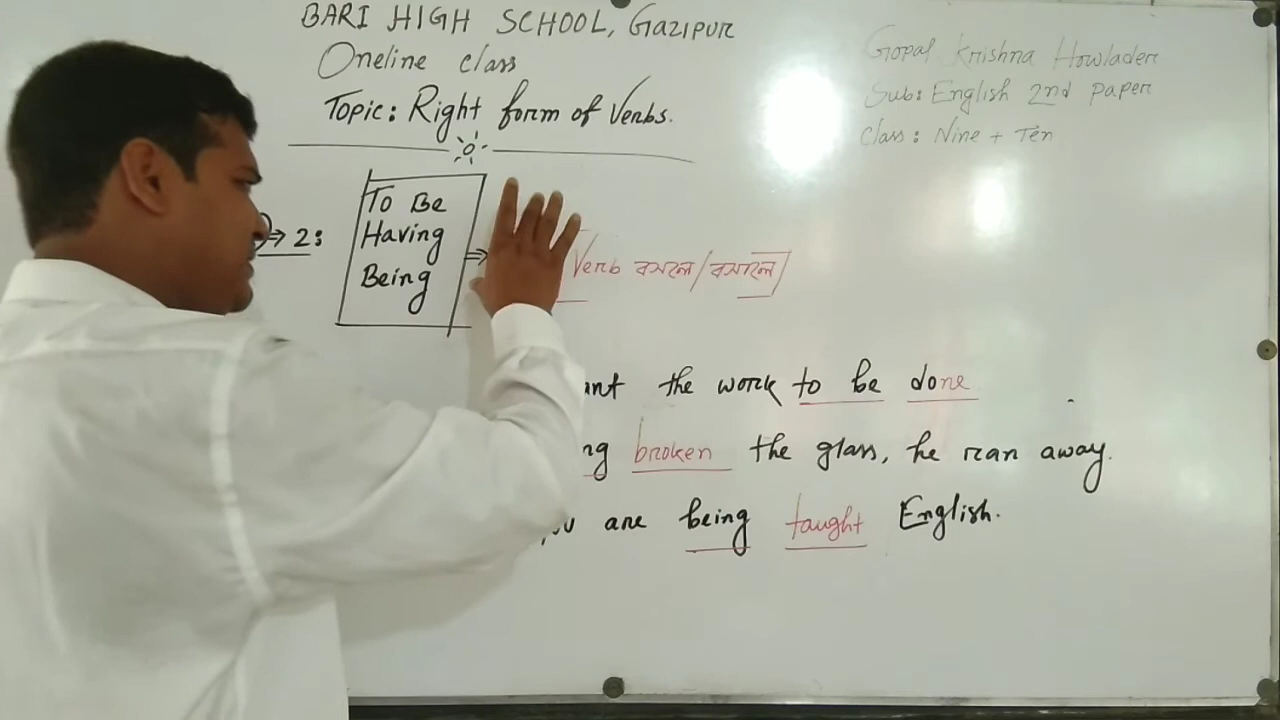 BARI HIGH SCHOOL, Gazipur
Oneline class
Topic: Right form of Verbs.
Gopal Krishna Howlader
Sub: English 2nd paper
Class: Nine + Ten
2:
To Be
Having
Being
Verb বসলে/বসালে
ant the work to be done
ng broken the glass, he ran away.
are being taught English.